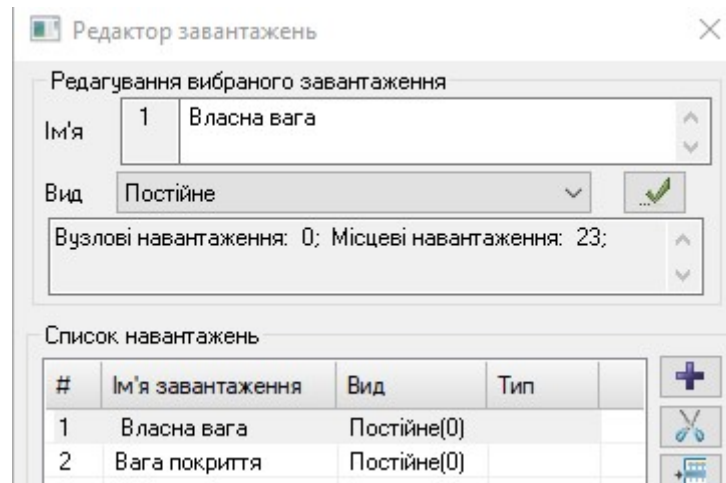 Редактор завантажень
Редагування вибраного завантаження
Ім'я 1 Власна вага
Вид Постійне
Вузлові навантаження: 0; Місцеві навантаження: 23;
Список навантажень
# Ім'я завантаження Вид Тип
1 Власна вага Постійне(0)
2 Вага покриття Постійне(0)